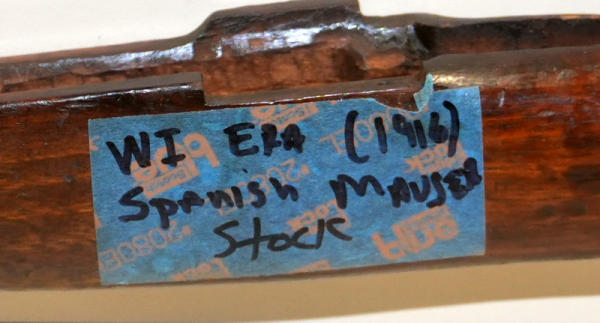 WI ERA (1916)
Spanish MAUSER
Stock